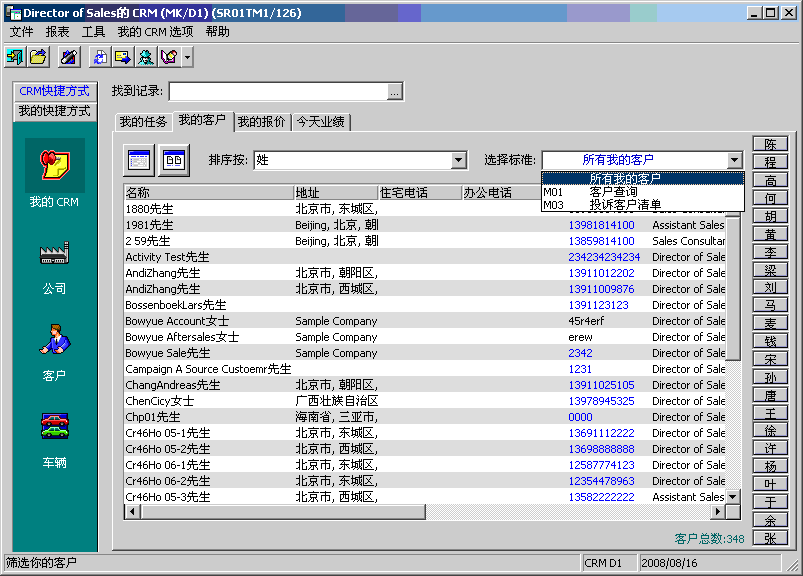 Director of Sales的 CRM (MK/D1) (SR01TM1/126)
文件 报表 工具 我的 CRM 选项 帮助
CRM快捷方式
我的快捷方式
我的 CRM
公司
客户
车辆
找到记录:
...
我的任务 我的客户 我的报价 今天业绩
排序按: 姓 选择标准: 所有我的客户
所有我的客户
M01 客户查询
M03 投诉客户清单
名称 地址 住宅电话 办公电话
1880先生 北京市, 东城区,
1981先生 Beijing, 北京, 朝 13981814100 Assistant Sales
2 59先生 Beijing, 北京, 朝 13859814100 Sales Consultan
Activity Test先生 234234234234 Director of Sale
AndiZhang先生 北京市, 朝阳区, 13911012202 Director of Sale
AndiZhang先生 北京市, 西城区, 13911009876 Director of Sale
BossenboekLars先生 1391123123 Director of Sale
Bowyue Account女士 Sample Company 45r4erf Director of Sale
Bowyue Aftersales女士 Sample Company erew Director of Sale
Bowyue Sale先生 Sample Company 2342 Director of Sale
Campaign A Source Custoemr先生 1231 Director of Sale
ChangAndreas先生 北京市, 朝阳区, 13911025105 Director of Sale
ChenCicy女士 广西壮族自治区 13978945325 Director of Sale
Chp01先生 海南省, 三亚市, 0000 Director of Sale
Cr46Ho 05-1先生 北京市, 东城区, 13691112222 Director of Sale
Cr46Ho 05-2先生 北京市, 西城区, 13698888888 Director of Sale
Cr46Ho 06-1先生 北京市, 东城区, 12587774123 Director of Sale
Cr46Ho 06-2先生 北京市, 东城区, 12354478963 Director of Sale
Cr46Ho 05-3先生 北京市, 西城区, 13582222222 Assistant Sales
陈
程
高
何
胡
黄
李
梁
刘
马
麦
钱
宋
孙
唐
王
徐
许
杨
叶
于
余
张
客户总数:348
筛选你的客户 CRM D1 2008/08/16